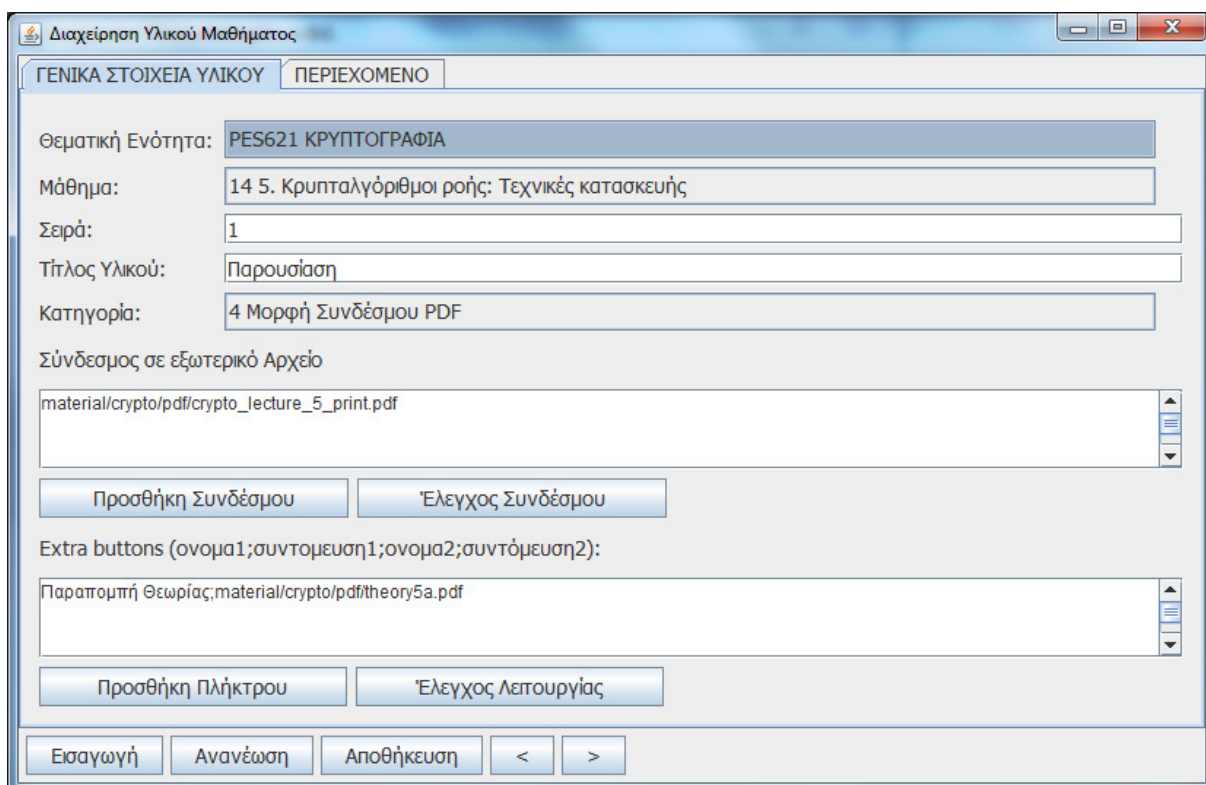 Διαχείρηση Υλικού Μαθήματος
ΓΕΝΙΚΑ ΣΤΟΙΧΕΙΑ ΥΛΙΚΟΥ ΠΕΡΙΕΧΟΜΕΝΟ
Θεματική Ενότητα: PES621 ΚΡΥΠΤΟΓΡΑΦΙΑ
Μάθημα: 14 5. Κρυπταλγόριθμοι ροής: Τεχνικές κατασκευής
Σειρά: 1
Τίτλος Υλικού: Παρουσίαση
Κατηγορία: 4 Μορφή Συνδέσμου PDF
Σύνδεσμος σε εξωτερικό Αρχείο
material/crypto/pdf/crypto_lecture_5_print.pdf
Προσθήκη Συνδέσμου Έλεγχος Συνδέσμου
Extra buttons (ονομα1;συντομευση1;ονομα2;συντόμευση2):
Παραπομπή Θεωρίας;material/crypto/pdf/theory5a.pdf
Προσθήκη Πλήκτρου Έλεγχος Λειτουργίας
Εισαγωγή Ανανέωση Αποθήκευση < >